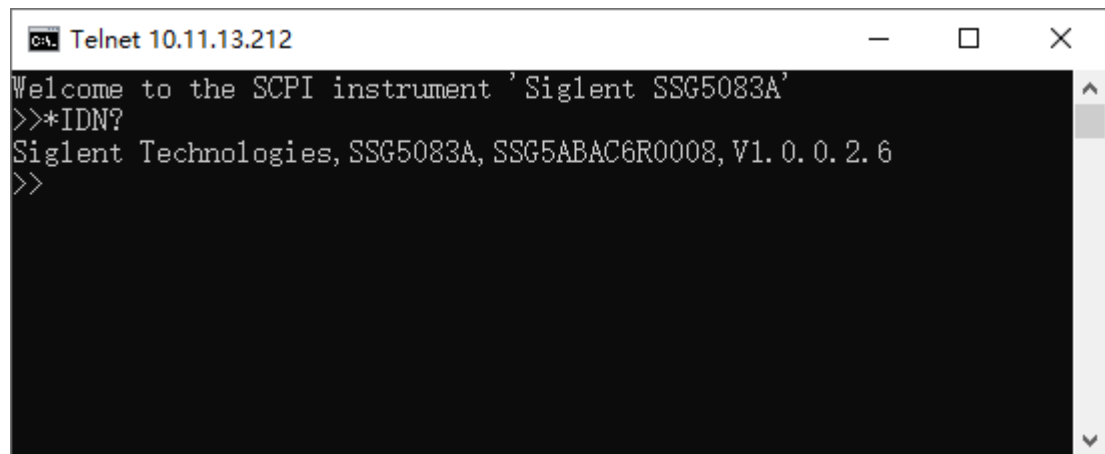 Telnet 10.11.13.212
Welcome to the SCPI instrument 'Siglent SSG5083A'
>>*IDN?
Siglent Technologies,SSG5083A,SSG5ABAC6R0008,V1.0.0.2.6
>>